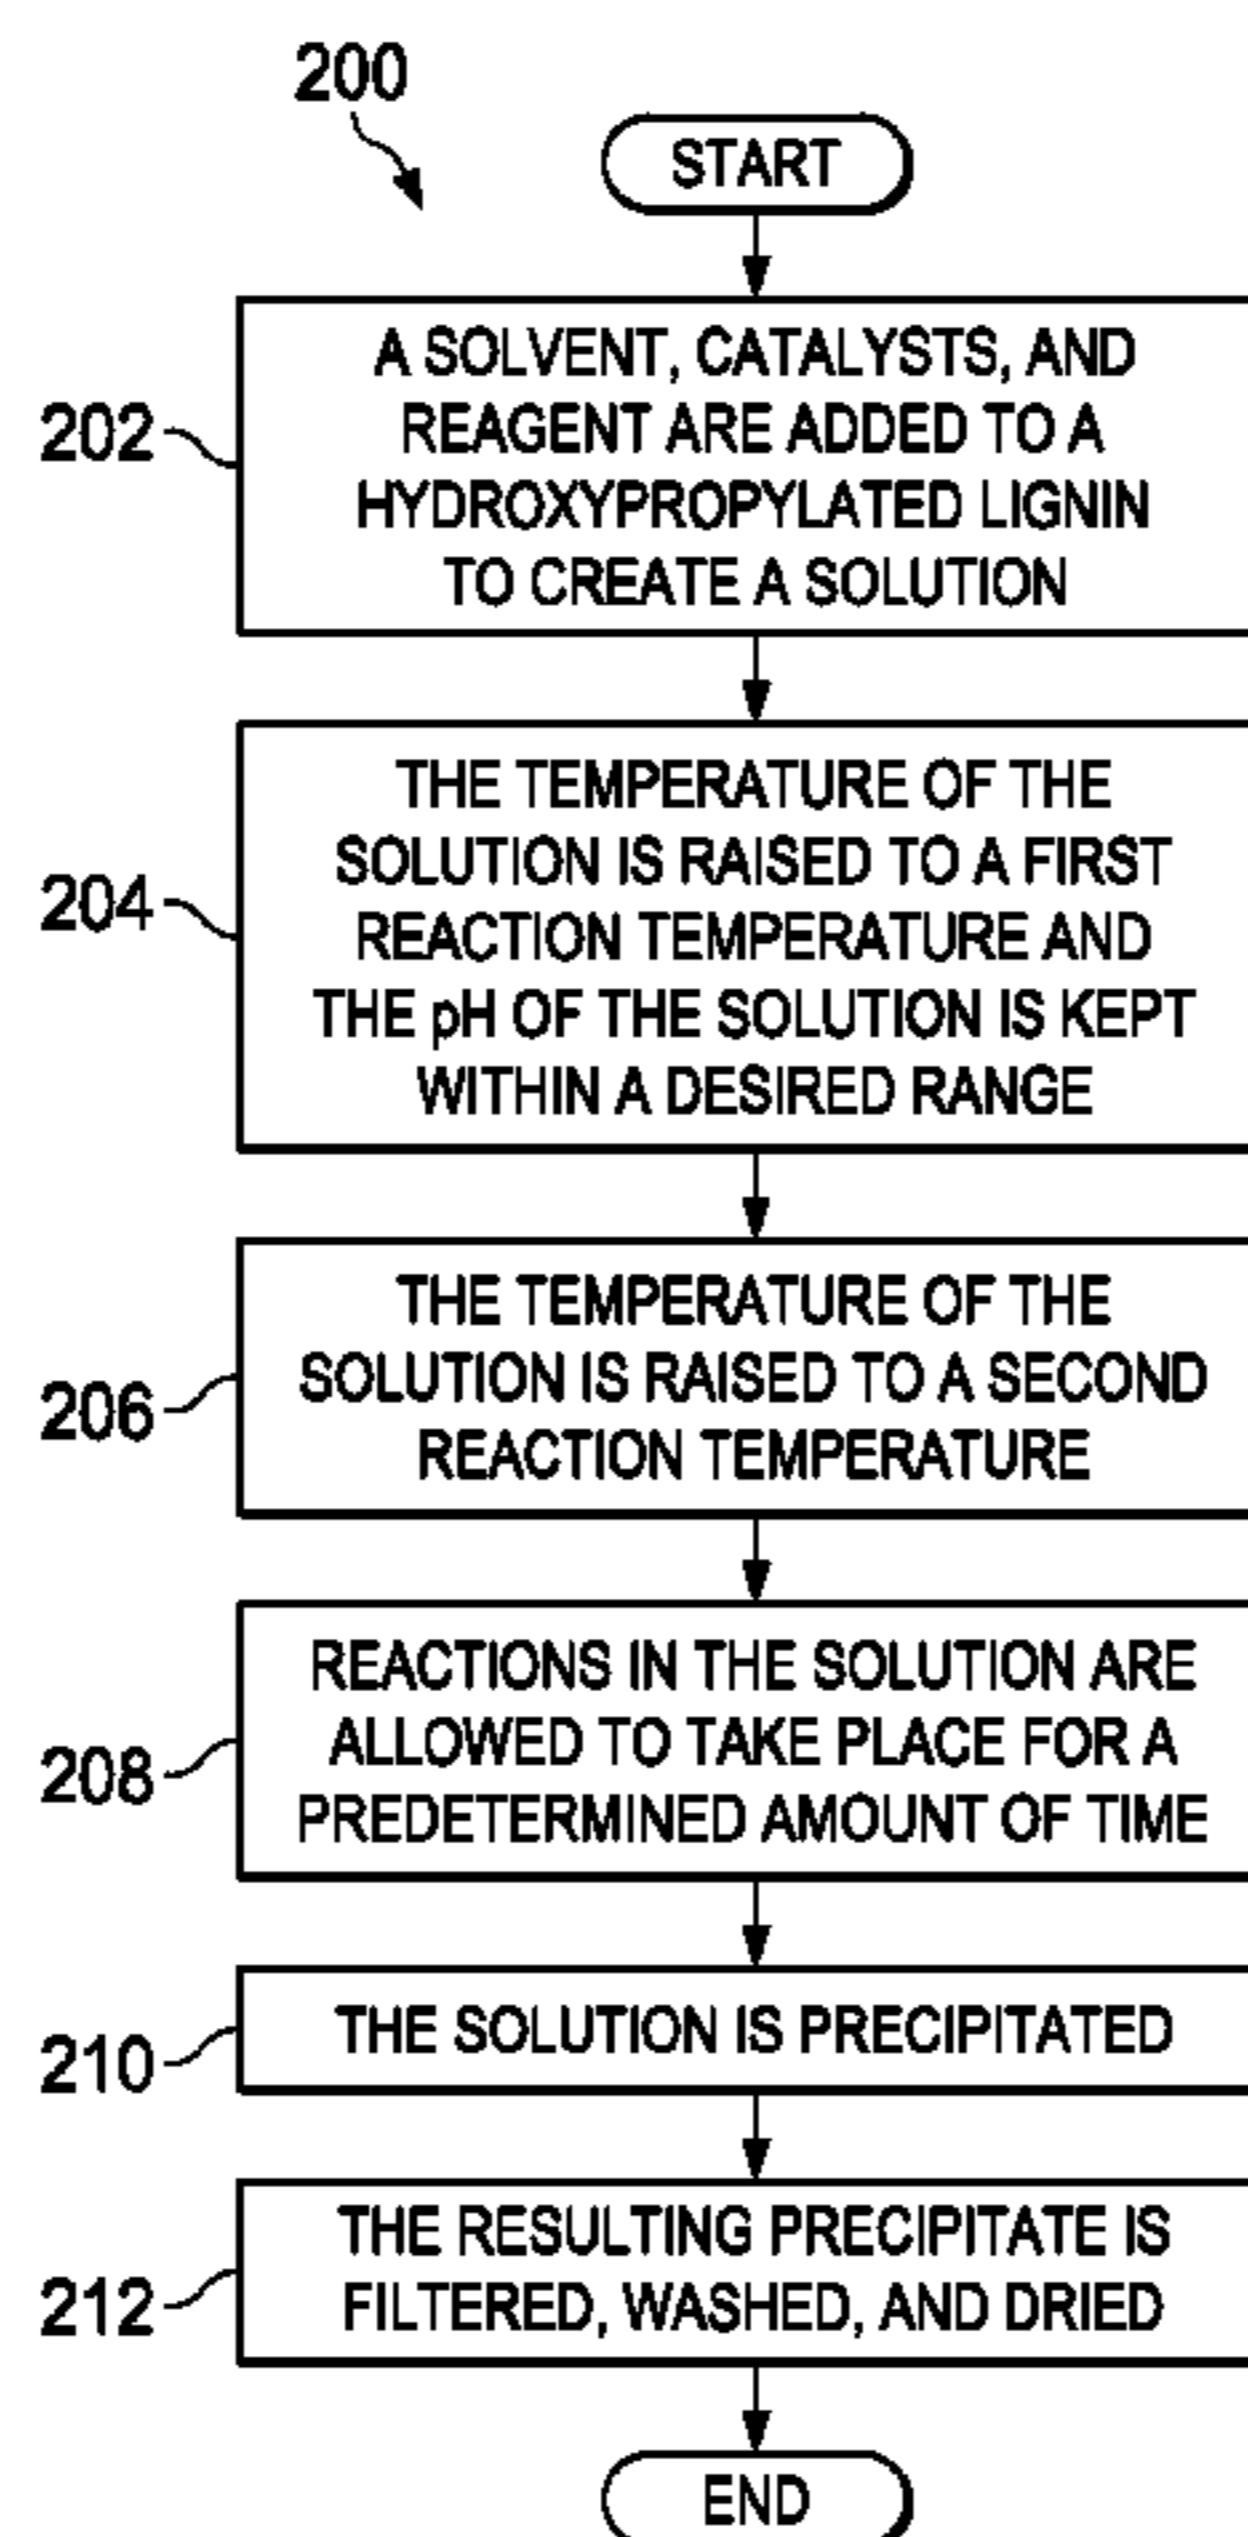 200
START
202
A SOLVENT, CATALYSTS, AND
REAGENT ARE ADDED TO A
HYDROXYPROPYLATED LIGNIN
TO CREATE A SOLUTION
204
THE TEMPERATURE OF THE
SOLUTION IS RAISED TO A FIRST
REACTION TEMPERATURE AND
THE pH OF THE SOLUTION IS KEPT
WITHIN A DESIRED RANGE
206
THE TEMPERATURE OF THE
SOLUTION IS RAISED TO A SECOND
REACTION TEMPERATURE
208
REACTIONS IN THE SOLUTION ARE
ALLOWED TO TAKE PLACE FOR A
PREDETERMINED AMOUNT OF TIME
210
THE SOLUTION IS PRECIPITATED
212
THE RESULTING PRECIPITATE IS
FILTERED, WASHED, AND DRIED
END